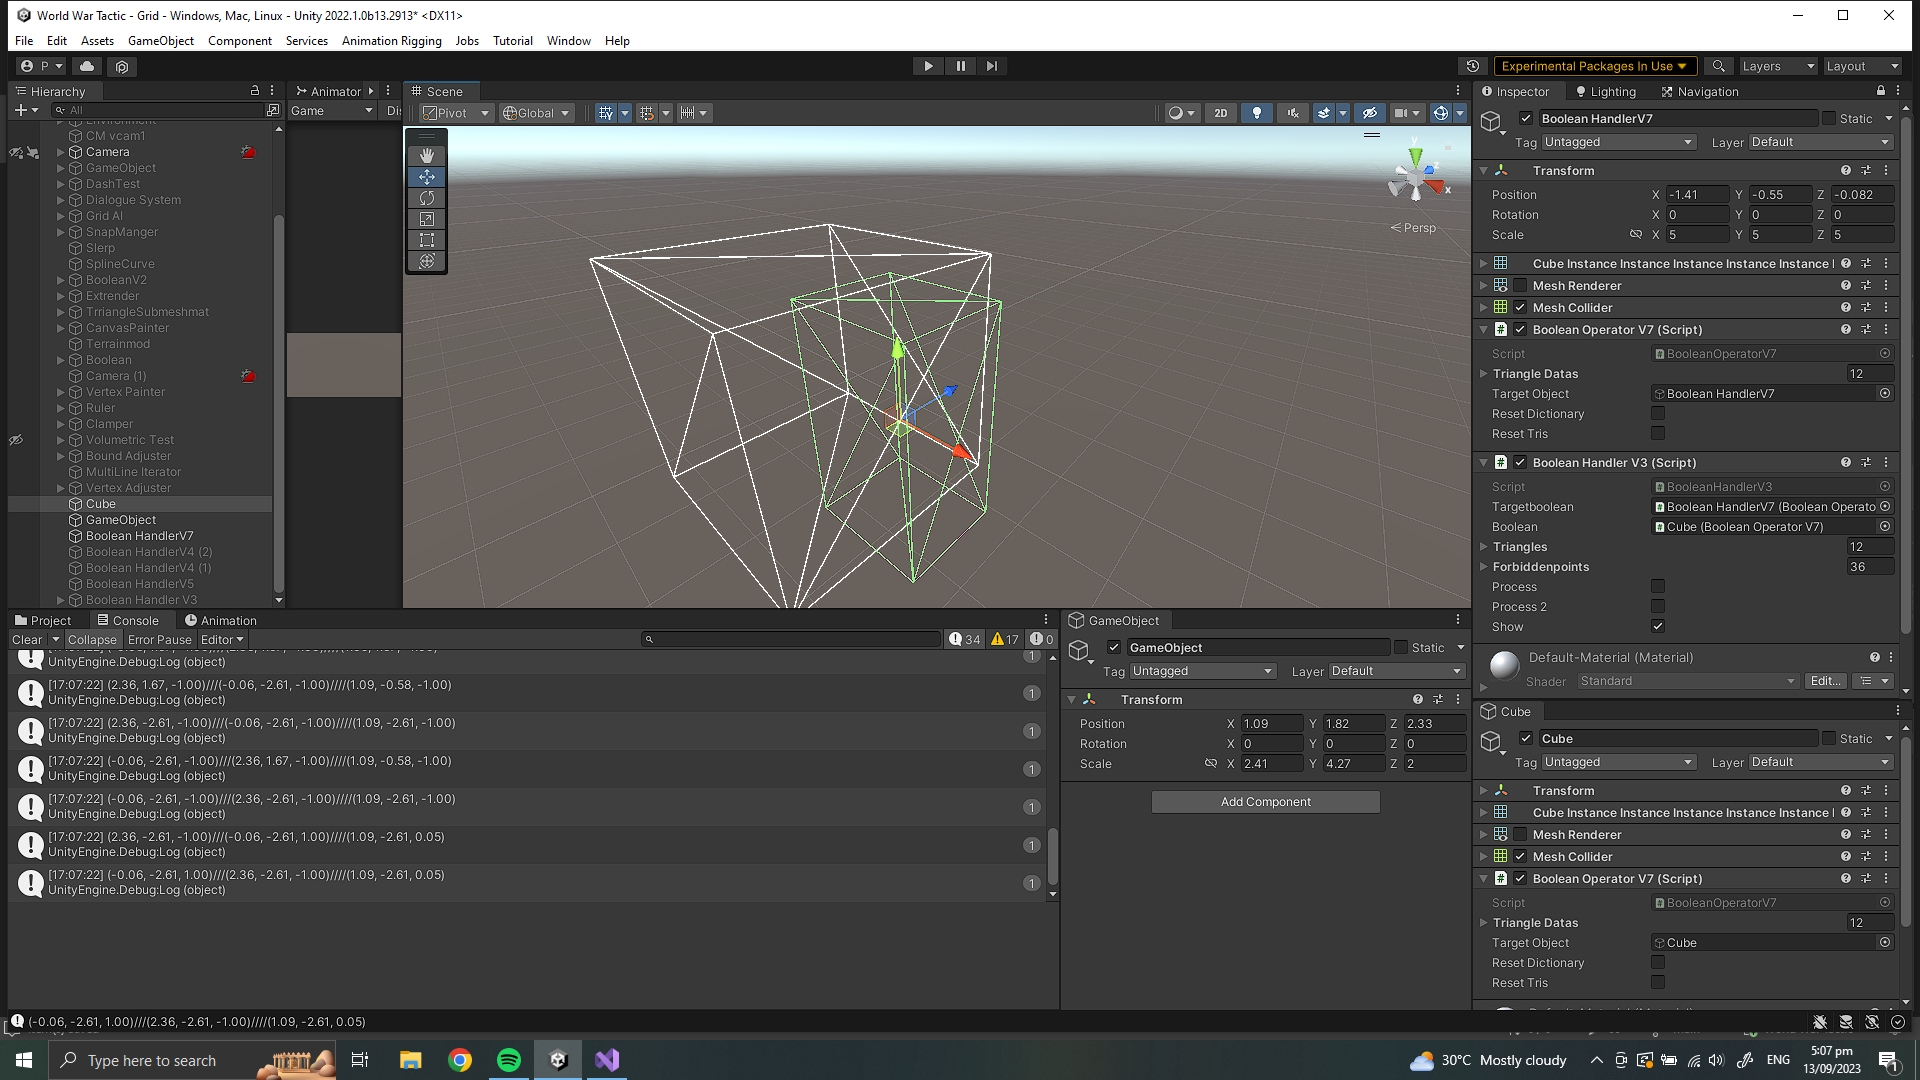 World War Tactic - Grid - Windows, Mac, Linux - Unity 2022.1.0b13.2913* <DX11>
File Edit Assets GameObject Component Services Animation Rigging Jobs Tutorial Window Help
P
Experimental Packages In Use
Layers
Layout
Hierarchy
All
Environment
CM vcam1
Camera
GameObject
DashTest
Dialogue System
Grid AI
SnapManger
Slerp
SplineCurve
BooleanV2
Extrender
TrriangleSubmeshmat
CanvasPainter
Terrainmod
Boolean
Camera (1)
Vertex Painter
Ruler
Clamper
Volumetric Test
Bound Adjuster
MultiLine Iterator
Vertex Adjuster
Cube
GameObject
Boolean HandlerV7
Boolean HandlerV4 (2)
Boolean HandlerV4 (1)
Boolean HandlerV5
Boolean Handler V3
Animator
Game
Scene
Pivot
Global
2D
y
x
Persp
Inspector
Lighting
Navigation
Boolean HandlerV7
Static
Tag Untagged
Layer Default
Transform
Position X -1.41 Y -0.55 Z -0.082
Rotation X 0 Y 0 Z 0
Scale X 5 Y 5 Z 5
Cube Instance Instance Instance Instance Instance
Mesh Renderer
Mesh Collider
Boolean Operator V7 (Script)
Script BooleanOperatorV7
Triangle Datas 12
Target Object Boolean HandlerV7
Reset Dictionary
Reset Tris
Boolean Handler V3 (Script)
Script BooleanHandlerV3
Targetboolean Boolean HandlerV7 (Boolean Operato
Boolean Cube (Boolean Operator V7)
Triangles 12
Forbiddenpoints 36
Process
Process 2
Show
Default-Material (Material)
Shader Standard
Edit...
Project
Console
Animation
Clear
Collapse
Error Pause
Editor
34
17
0
UnityEngine.Debug:Log (object)
1
[17:07:22] (2.36, 1.67, -1.00)///(-0.06, -2.61, -1.00)////(1.09, -0.58, -1.00)
UnityEngine.Debug:Log (object)
1
[17:07:22] (2.36, -2.61, -1.00)///(-0.06, -2.61, -1.00)////(1.09, -2.61, -1.00)
UnityEngine.Debug:Log (object)
1
[17:07:22] (-0.06, -2.61, -1.00)///(2.36, 1.67, -1.00)////(1.09, -0.58, -1.00)
UnityEngine.Debug:Log (object)
1
[17:07:22] (-0.06, -2.61, -1.00)///(2.36, -2.61, -1.00)////(1.09, -2.61, -1.00)
UnityEngine.Debug:Log (object)
1
[17:07:22] (2.36, -2.61, -1.00)///(-0.06, -2.61, 1.00)////(1.09, -2.61, 0.05)
UnityEngine.Debug:Log (object)
1
[17:07:22] (-0.06, -2.61, 1.00)///(2.36, -2.61, -1.00)////(1.09, -2.61, 0.05)
UnityEngine.Debug:Log (object)
1
GameObject
GameObject
Static
Tag Untagged
Layer Default
Transform
Position X 1.09 Y 1.82 Z 2.33
Rotation X 0 Y 0 Z 0
Scale X 2.41 Y 4.27 Z 2
Add Component
Cube
Cube
Static
Tag Untagged
Layer Default
Transform
Cube Instance Instance Instance Instance Instance
Mesh Renderer
Mesh Collider
Boolean Operator V7 (Script)
Script BooleanOperatorV7
Triangle Datas 12
Target Object Cube
Reset Dictionary
Reset Tris
(-0.06, -2.61, 1.00)///(2.36, -2.61, -1.00)////(1.09, -2.61, 0.05)
Type here to search
30°C Mostly cloudy
ENG
5:07 pm
13/09/2023
1